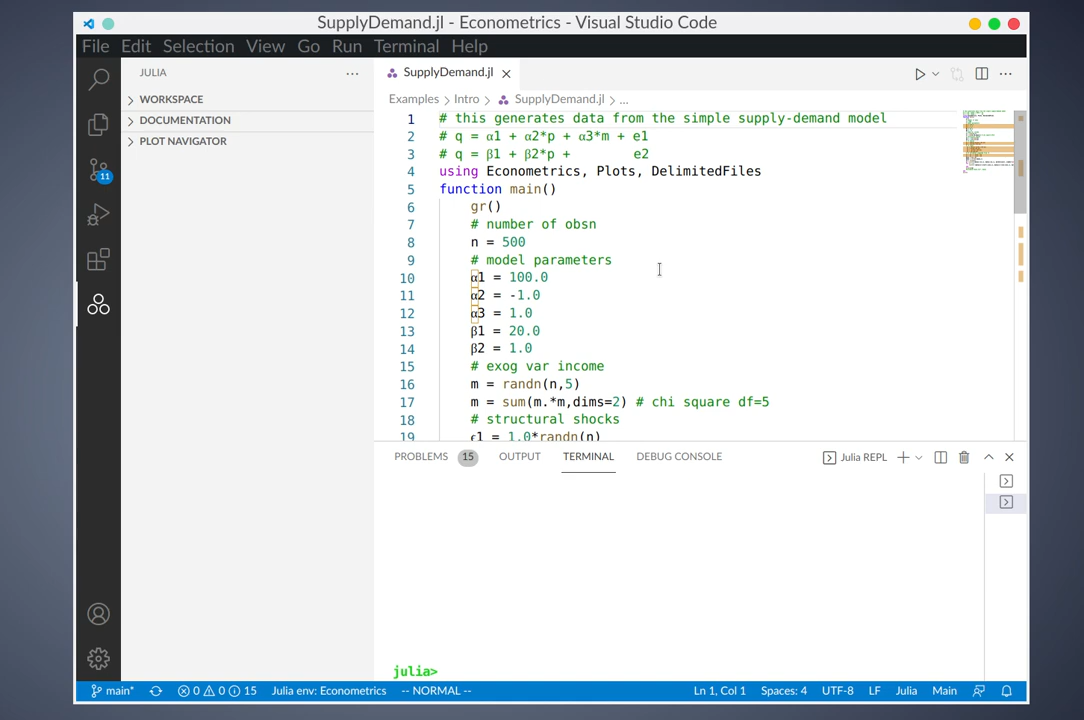 SupplyDemand.jl - Econometrics - Visual Studio Code
File Edit Selection View Go Run Terminal Help
JULIA
WORKSPACE
DOCUMENTATION
PLOT NAVIGATOR
11
SupplyDemand.jl
Examples > Intro > SupplyDemand.jl > ...
1 # this generates data from the simple supply-demand model
2 # q = α1 + α2*p + α3*m + e1
3 # q = β1 + β2*p + e2
4 using Econometrics, Plots, DelimitedFiles
5 function main()
6 gr()
7 # number of obsn
8 n = 500
9 # model parameters
10 α1 = 100.0
11 α2 = -1.0
12 α3 = 1.0
13 β1 = 20.0
14 β2 = 1.0
15 # exog var income
16 m = randn(n,5)
17 m = sum(m.*m,dims=2) # chi square df=5
18 # structural shocks
19 ϵ1 = 1.0*randn(n)
PROBLEMS 15 OUTPUT TERMINAL DEBUG CONSOLE Julia REPL
julia>
main* 0 0 15 Julia env: Econometrics -- NORMAL -- Ln 1, Col 1 Spaces: 4 UTF-8 LF Julia Main